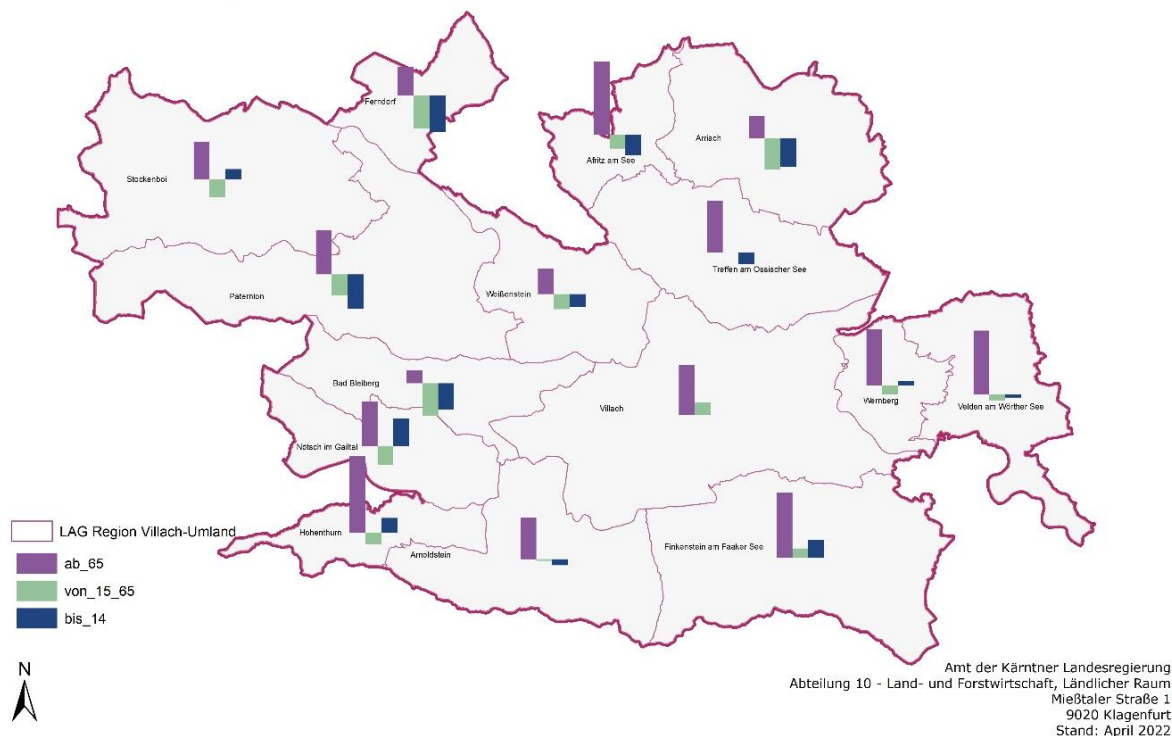 Ferndorf
Afritz am See
Arriach
Stockenboi
Treffen am Ossischer See
Paternion
Weißenstein
Bad Bleiberg
Villach
Wernberg
Velden am Wörther See
Nötsch im Gailtal
Hohenthurn
Arnoldstein
Finkenstein am Faaker See
LAG Region Villach-Umland
ab_65
von_15_65
bis_14
N
Amt der Kärntner Landesregierung
Abteilung 10 - Land- und Forstwirtschaft, Ländlicher Raum
Mießtaler Straße 1
9020 Klagenfurt
Stand: April 2022